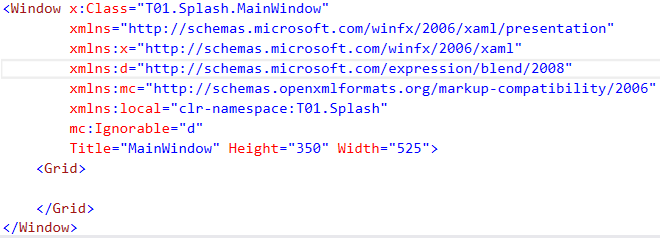 <Window x:Class="T01.Splash.MainWindow"
xmlns="http://schemas.microsoft.com/winfx/2006/xaml/presentation"
xmlns:x="http://schemas.microsoft.com/winfx/2006/xaml"
xmlns:d="http://schemas.microsoft.com/expression/blend/2008"
xmlns:mc="http://schemas.openxmlformats.org/markup-compatibility/2006"
xmlns:local="clr-namespace:T01.Splash"
mc:Ignorable="d"
Title="MainWindow" Height="350" Width="525">
<Grid>
</Grid>
</Window>